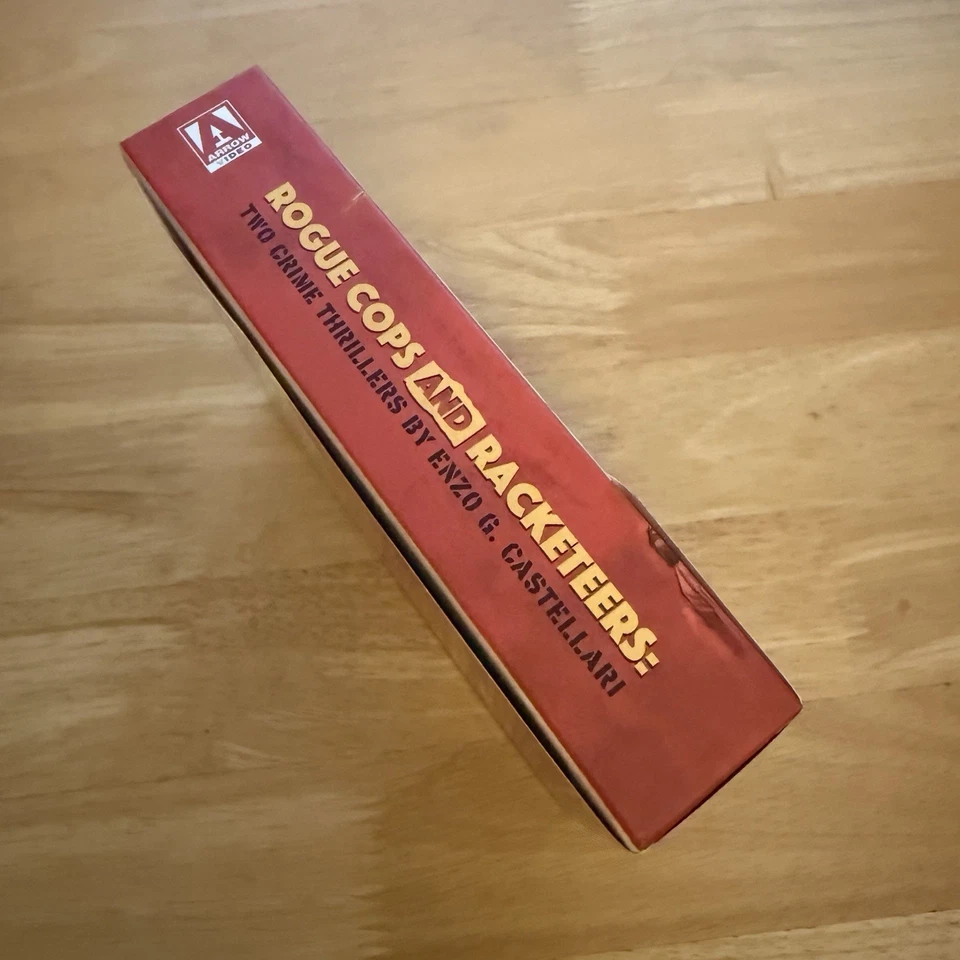 ARROW
VIDEO
ROGUE COPS AND RACKETEERS:
TWO CRIME THRILLERS BY ENZO G. CASTELLARI